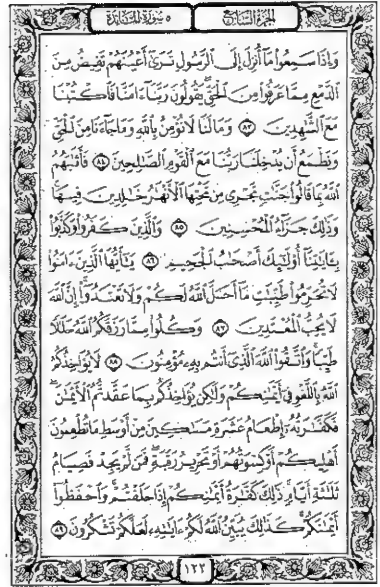 الجزء السابع ٥ سورة المائدة
وَإِذَا سَمِعُوا۟ مَآ أُنزِلَ إِلَى ٱلرَّسُولِ تَرَىٰٓ أَعْيُنَهُمْ تَفِيضُ مِنَ
ٱلدَّمْعِ مِمَّا عَرَفُوا۟ مِنَ ٱلْحَقِّ يَقُولُونَ رَبَّنَآ ءَامَنَّا فَٱكْتُبْنَا
مَعَ ٱلشَّٰهِدِينَ ٨٣ وَمَا لَنَا لَا نُؤْمِنُ بِٱللَّهِ وَمَا جَآءَنَا مِنَ ٱلْحَقِّ
وَنَطْمَعُ أَن يُدْخِلَنَا رَبُّنَا مَعَ ٱلْقَوْمِ ٱلصَّٰلِحِينَ ٨٤ فَأَثَٰبَهُمُ
ٱللَّهُ بِمَا قَالُوا۟ جَنَّٰتٍ تَجْرِى مِن تَحْتِهَا ٱلْأَنْهَٰرُ خَٰلِدِينَ فِيهَا
وَذَٰلِكَ جَزَآءُ ٱلْمُحْسِنِينَ ٨٥ وَٱلَّذِينَ كَفَرُوا۟ وَكَذَّبُوا۟
بِـَٔايَٰتِنَآ أُو۟لَٰٓئِكَ أَصْحَٰبُ ٱلْجَحِيمِ ٨٦ يَٰٓأَيُّهَا ٱلَّذِينَ ءَامَنُوا۟
لَا تُحَرِّمُوا۟ طَيِّبَٰتِ مَآ أَحَلَّ ٱللَّهُ لَكُمْ وَلَا تَعْتَدُوٓا۟ إِنَّ ٱللَّهَ
لَا يُحِبُّ ٱلْمُعْتَدِينَ ٨٧ وَكُلُوا۟ مِمَّا رَزَقَكُمُ ٱللَّهُ حَلَٰلًا
طَيِّبًا وَٱتَّقُوا۟ ٱللَّهَ ٱلَّذِىٓ أَنتُم بِهِۦ مُؤْمِنُونَ ٨٨ لَا يُؤَاخِذُكُمُ
ٱللَّهُ بِٱللَّغْوِ فِىٓ أَيْمَٰنِكُمْ وَلَٰكِن يُؤَاخِذُكُم بِمَا عَقَّدتُّمُ ٱلْأَيْمَٰنَ
فَكَفَّٰرَتُهُۥٓ إِطْعَامُ عَشَرَةِ مَسَٰكِينَ مِنْ أَوْسَطِ مَا تُطْعِمُونَ
أَهْلِيكُمْ أَوْ كِسْوَتُهُمْ أَوْ تَحْرِيرُ رَقَبَةٍ فَمَن لَّمْ يَجِدْ فَصِيَامُ
ثَلَٰثَةِ أَيَّامٍ ذَٰلِكَ كَفَّٰرَةُ أَيْمَٰنِكُمْ إِذَا حَلَفْتُمْ وَٱحْفَظُوٓا۟
أَيْمَٰنَكُمْ كَذَٰلِكَ يُبَيِّنُ ٱللَّهُ لَكُمْ ءَايَٰتِهِۦ لَعَلَّكُمْ تَشْكُرُونَ ٨٩
١٢٢